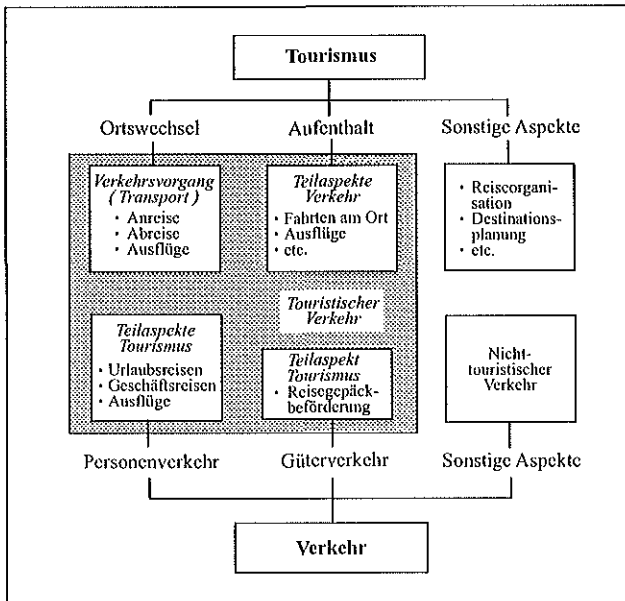 Tourismus
Ortswechsel
Aufenthalt
Sonstige Aspekte
Verkehrsvorgang
(Transport)
• Anreise
• Abreise
• Ausflüge
Teilaspekte
Verkehr
• Fahrten am Ort
• Ausflüge
• etc.
• Reiseorgani-
sation
• Destinations-
planung
• etc.
Touristischer
Verkehr
Teilaspekte
Tourismus
• Urlaubsreisen
• Geschäftsreisen
• Ausflüge
Teilaspekt
Tourismus
• Reisegepäck-
beförderung
Nicht-
touristischer
Verkehr
Personenverkehr
Güterverkehr
Sonstige Aspekte
Verkehr